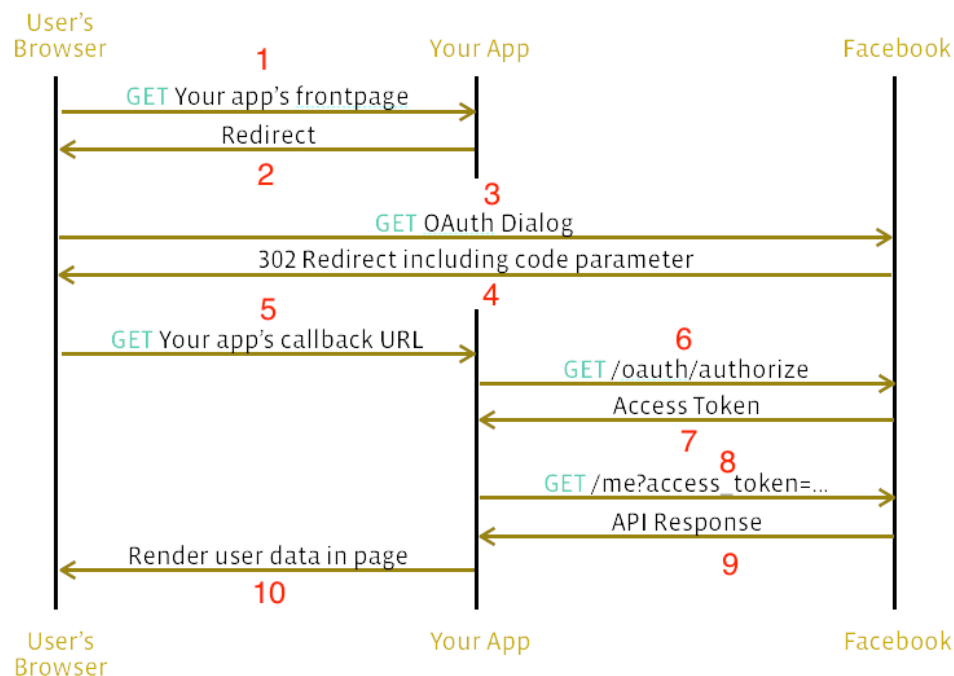 User's
Browser
Your App
Facebook
1
GET Your app's frontpage
Redirect
2
3
GET OAuth Dialog
302 Redirect including code parameter
4
5
GET Your app's callback URL
6
GET /oauth/authorize
Access Token
7
8
GET /me?access_token=...
API Response
9
Render user data in page
10
User's
Browser
Your App
Facebook